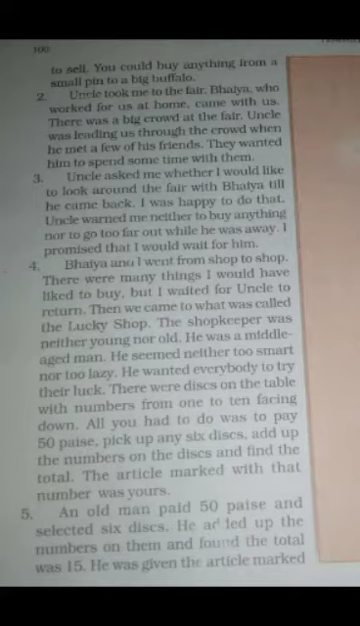 100
to sell. You could buy anything from a
small pin to a big buffalo.
2. Uncle took me to the fair. Bhaiya, who
worked for us at home, came with us.
There was a big crowd at the fair. Uncle
was leading us through the crowd when
he met a few of his friends. They wanted
him to spend some time with them.
3. Uncle asked me whether I would like
to look around the fair with Bhaiya till
he came back. I was happy to do that.
Uncle warned me neither to buy anything
nor to go too far out while he was away. I
promised that I would wait for him.
4. Bhaiya and I went from shop to shop.
There were many things I would have
liked to buy, but I waited for Uncle to
return. Then we came to what was called
the Lucky Shop. The shopkeeper was
neither young nor old. He was a middle-
aged man. He seemed neither too smart
nor too lazy. He wanted everybody to try
their luck. There were discs on the table
with numbers from one to ten facing
down. All you had to do was to pay
50 paise, pick up any six discs, add up
the numbers on the discs and find the
total. The article marked with that
number was yours.
5. An old man paid 50 paise and
selected six discs. He added up the
numbers on them and found the total
was 15. He was given the article marked